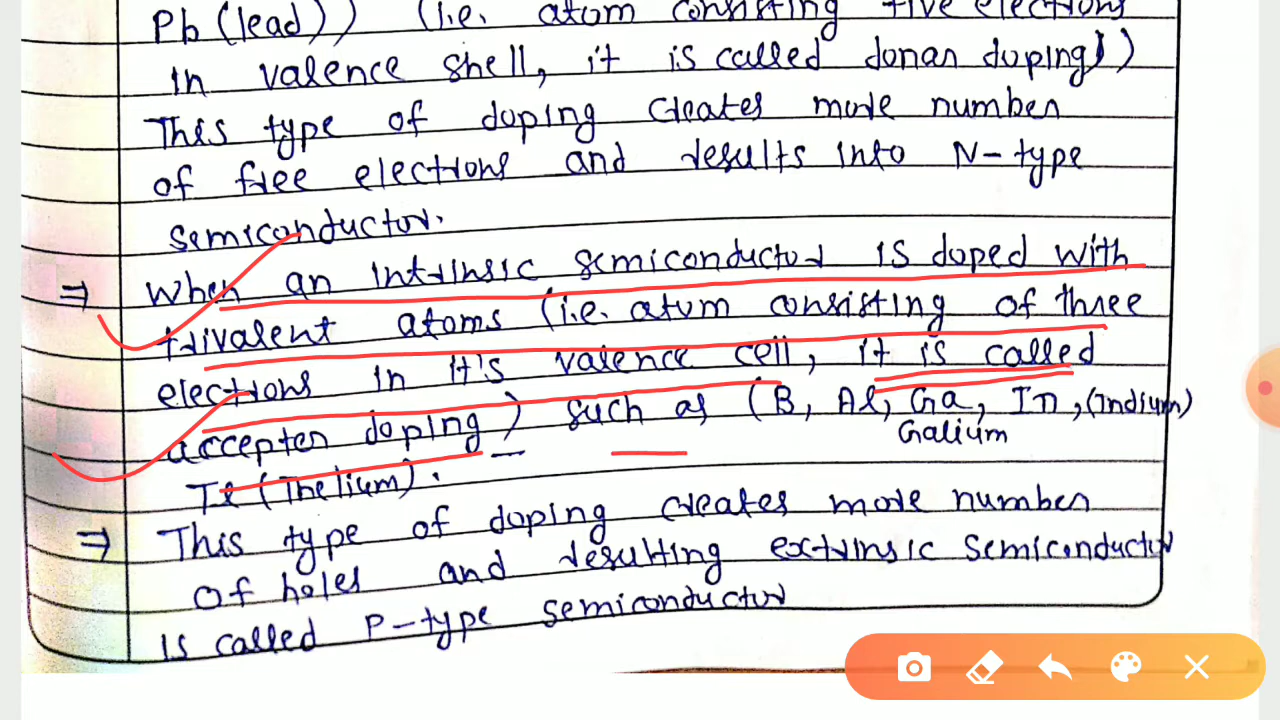 Pb (lead)) (i.e. atom consisting five elections
in valence shell, it is called donar doping))
This type of doping creates more number
of free electrons and results into N-type
semiconductor.
⇒ When an intrinsic semiconductor is doped with
trivalent atoms (i.e. atom consisting of three
elections in it's valence cell, it is called
accepter doping) such as (B, Al, Ga, In, (Indium)
Galium
Tl (Thelium).
⇒ This type of doping creates more number
of holes and resulting extrinsic semiconductor
is called P-type semiconductor